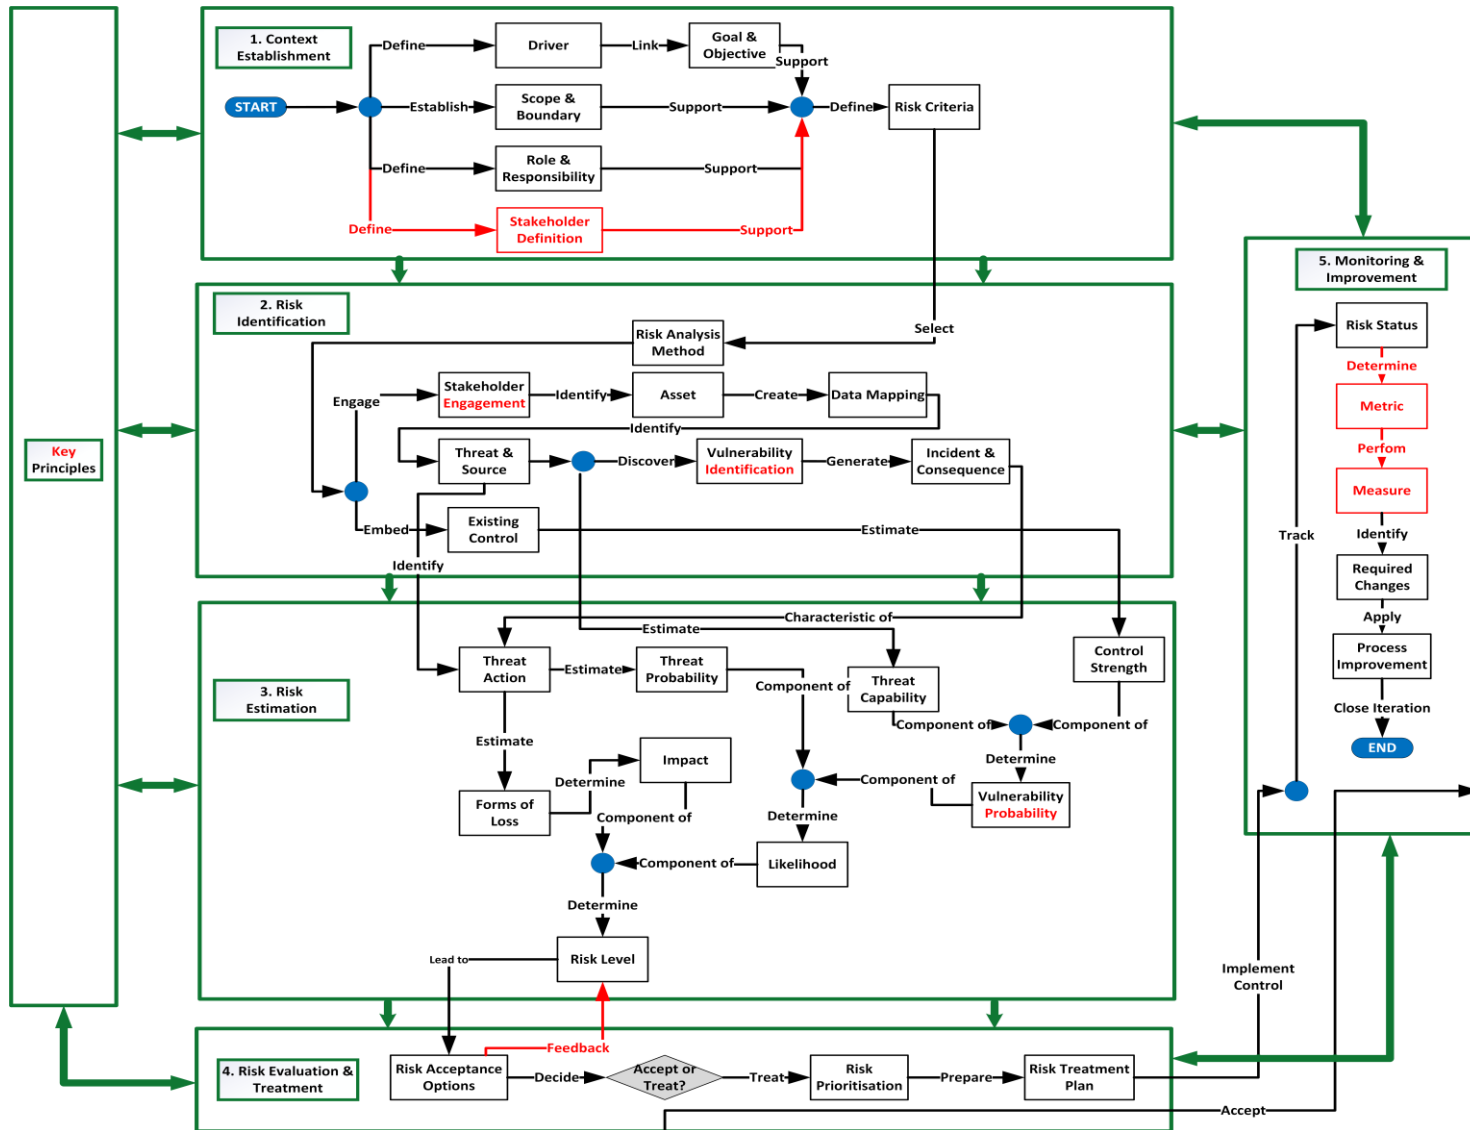 1. Context
Establishment
START
Define
Driver
Link
Goal &
Objective
Support
Establish
Scope &
Boundary
Support
Define
Risk Criteria
Define
Role &
Responsibility
Support
Define
Stakeholder
Definition
Support
2. Risk
Identification
Select
Risk Analysis
Method
Engage
Stakeholder
Engagement
Identify
Asset
Create
Data Mapping
Identify
Threat &
Source
Discover
Vulnerability
Identification
Generate
Incident &
Consequence
Embed
Existing
Control
Estimate
Identify
Key
Principles
3. Risk
Estimation
Characteristic of
Estimate
Threat
Action
Estimate
Threat
Probability
Component of
Threat
Capability
Control
Strength
Component of
Component of
Estimate
Determine
Impact
Determine
Forms of
Loss
Component of
Component of
Vulnerability
Probability
Determine
Component of
Likelihood
Determine
Lead to
Risk Level
4. Risk Evaluation &
Treatment
Feedback
Risk Acceptance
Options
Decide
Accept or
Treat?
Treat
Risk
Prioritisation
Prepare
Risk Treatment
Plan
Accept
Implement
Control
Track
5. Monitoring &
Improvement
Risk Status
Determine
Metric
Perfom
Measure
Identify
Required
Changes
Apply
Process
Improvement
Close Iteration
END